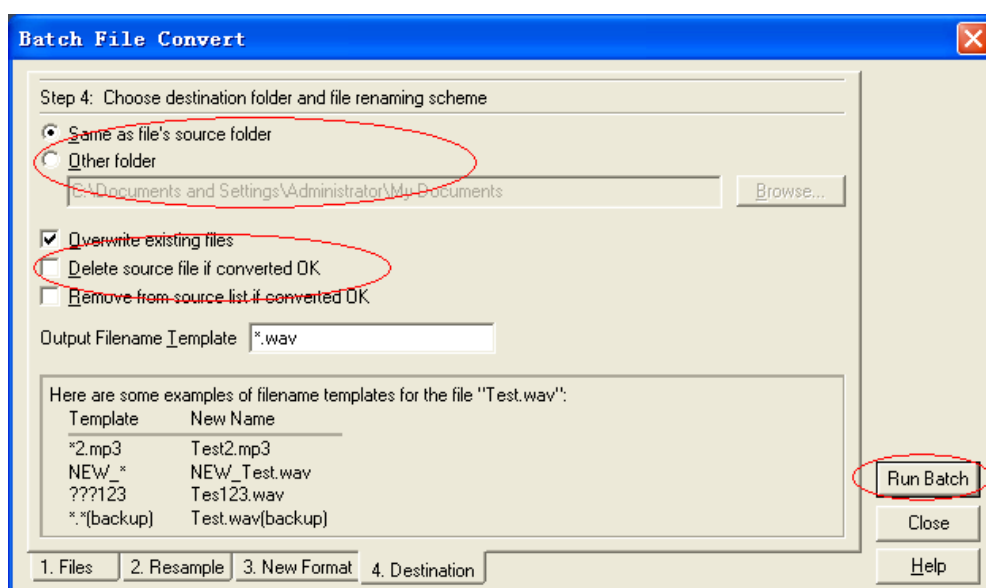 Batch File Convert
Step 4: Choose destination folder and file renaming scheme
Same as file's source folder
Other folder
C:\Documents and Settings\Administrator\My Documents
Browse...
Overwrite existing files
Delete source file if converted OK
Remove from source list if converted OK
Output Filename Template *.wav
Here are some examples of filename templates for the file "Test.wav":
Template New Name
*2.mp3 Test2.mp3
NEW_* NEW_Test.wav
???123 Tes123.wav
*.*(backup) Test.wav(backup)
Run Batch
Close
Help
1. Files 2. Resample 3. New Format 4. Destination